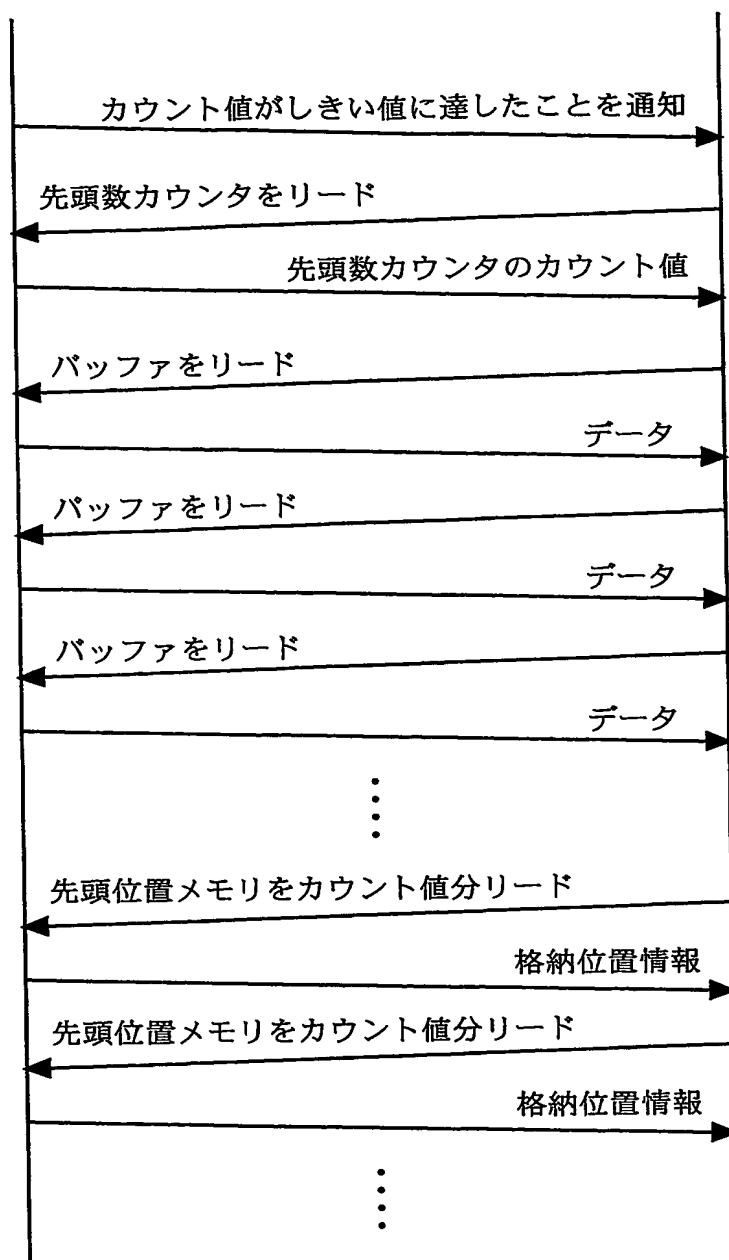 カウント値がしきい値に達したことを通知
先頭数カウンタをリード
先頭数カウンタのカウント値
バッファをリード
データ
バッファをリード
データ
バッファをリード
データ
先頭位置メモリをカウント値分リード
格納位置情報
先頭位置メモリをカウント値分リード
格納位置情報